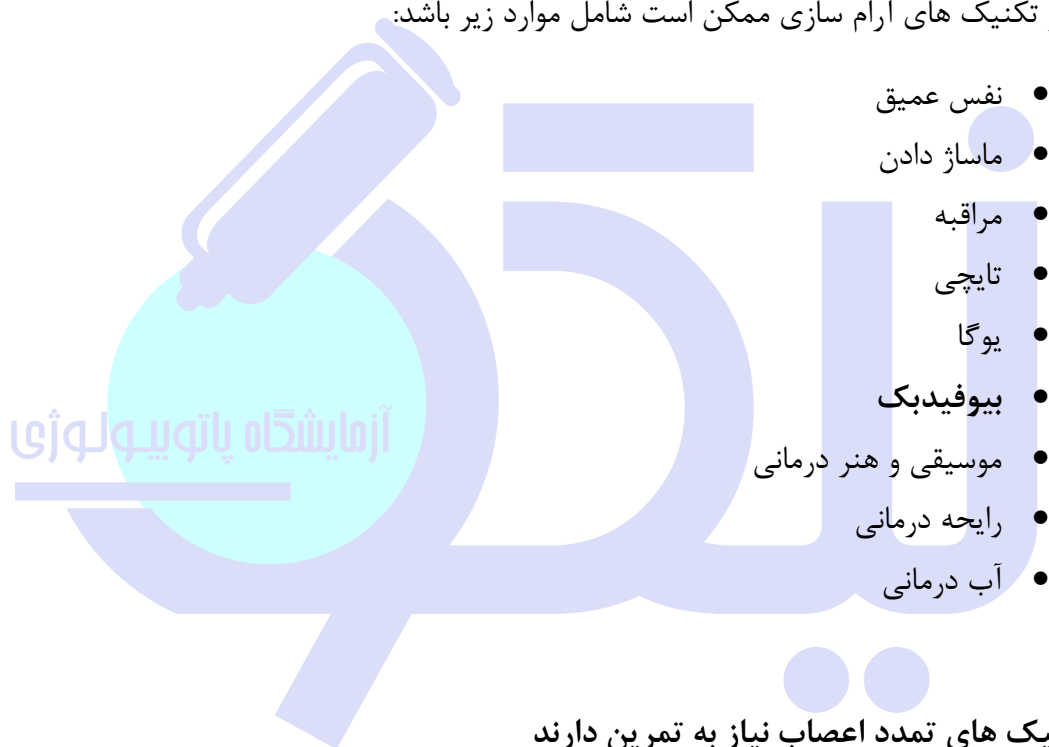 تکنیک های آرام سازی ممکن است شامل موارد زیر باشد:
• نفس عمیق
• ماساژ دادن
• مراقبه
• تایچی
• یوگا
• بیوفیدبک
• موسیقی و هنر درمانی
• رایحه درمانی
• آب درمانی
نیکو
آزمایشگاه پاتوبیولوژی
های تمدد اعصاب نیاز به تمرین دارند